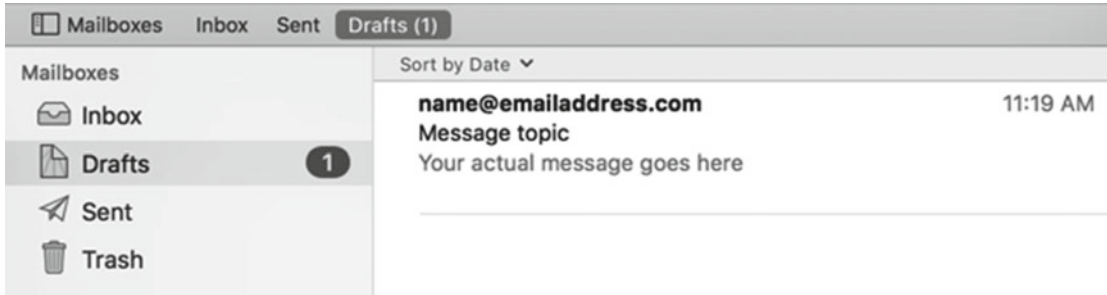 Mailboxes Inbox Sent Drafts (1)
Mailboxes
Inbox
Drafts 1
Sent
Trash
Sort by Date
name@emailaddress.com 11:19 AM
Message topic
Your actual message goes here